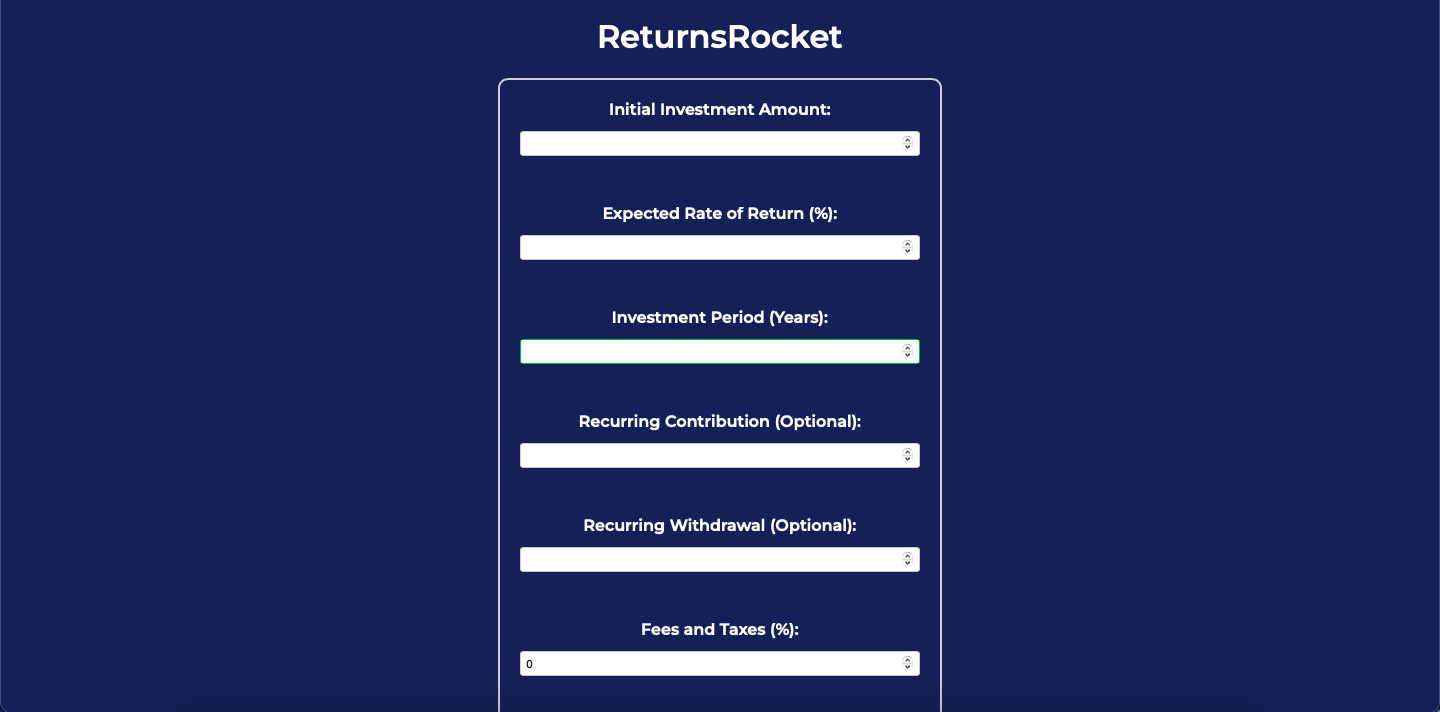 ReturnsRocket
Initial Investment Amount:
Expected Rate of Return (%):
Investment Period (Years):
Recurring Contribution (Optional):
Recurring Withdrawal (Optional):
Fees and Taxes (%):
0